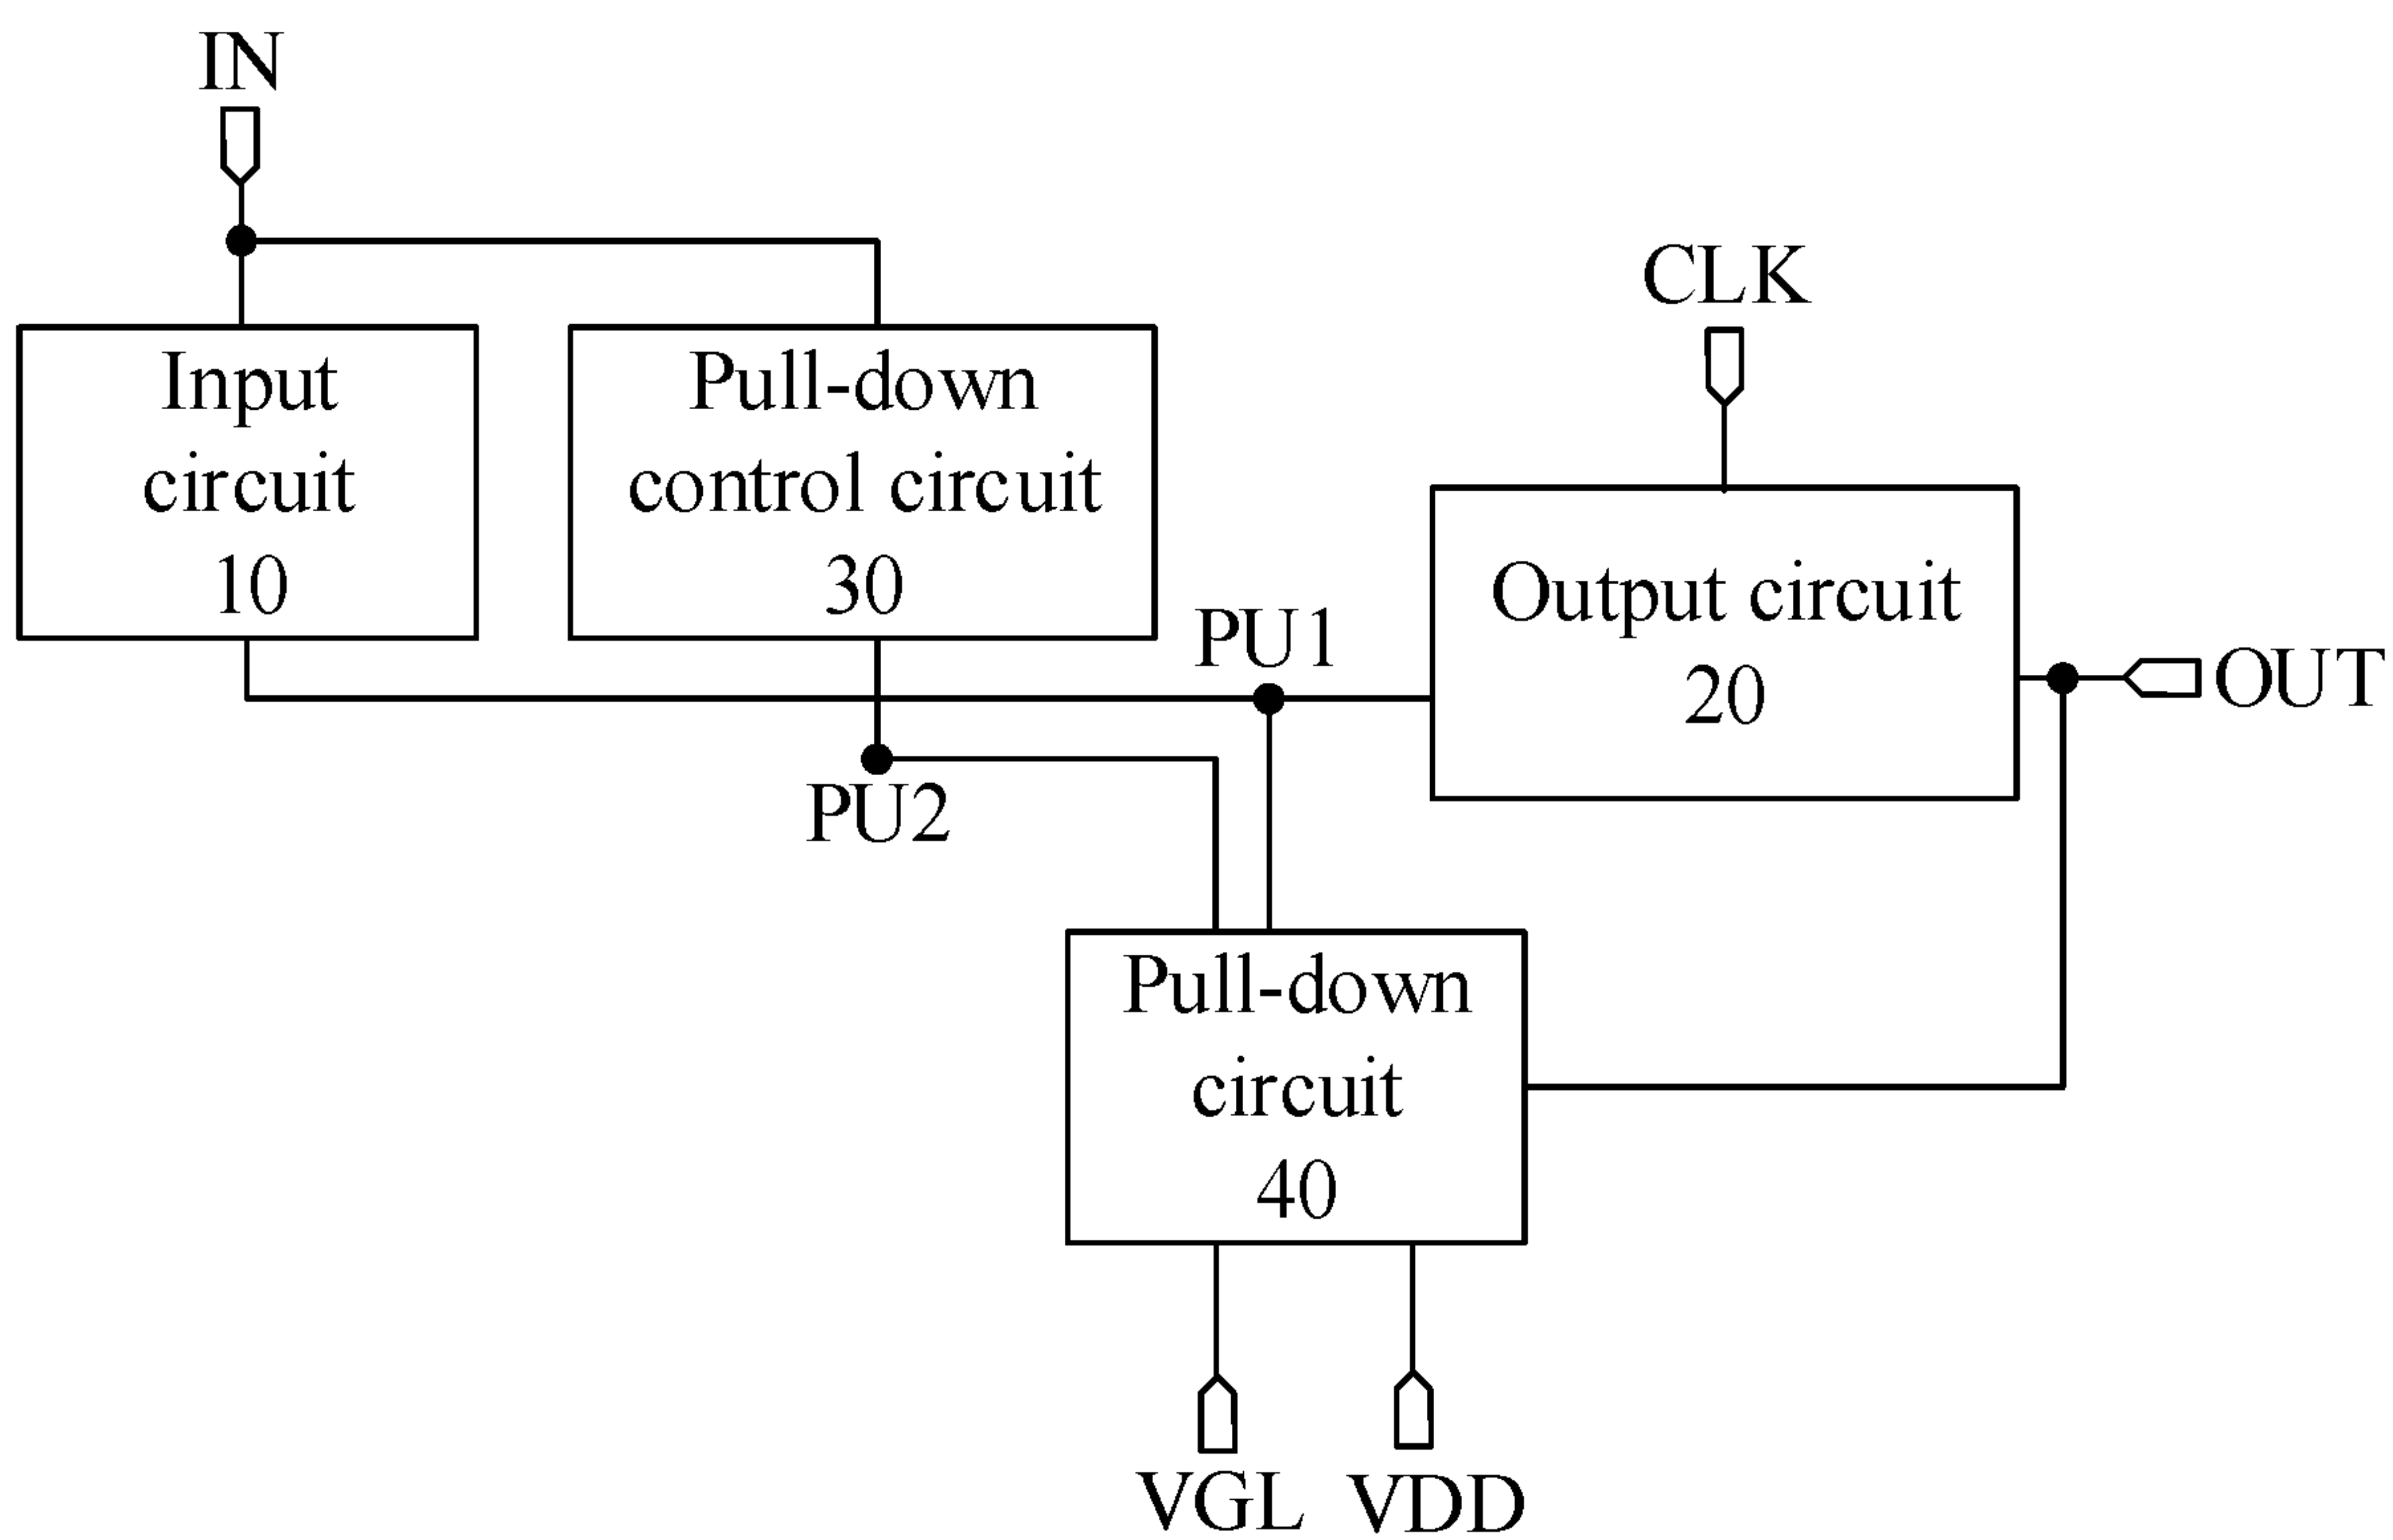 IN
CLK
Input
circuit
10
Pull-down
control circuit
30
Output circuit
20
PU1
OUT
PU2
Pull-down
circuit
40
VGL
VDD